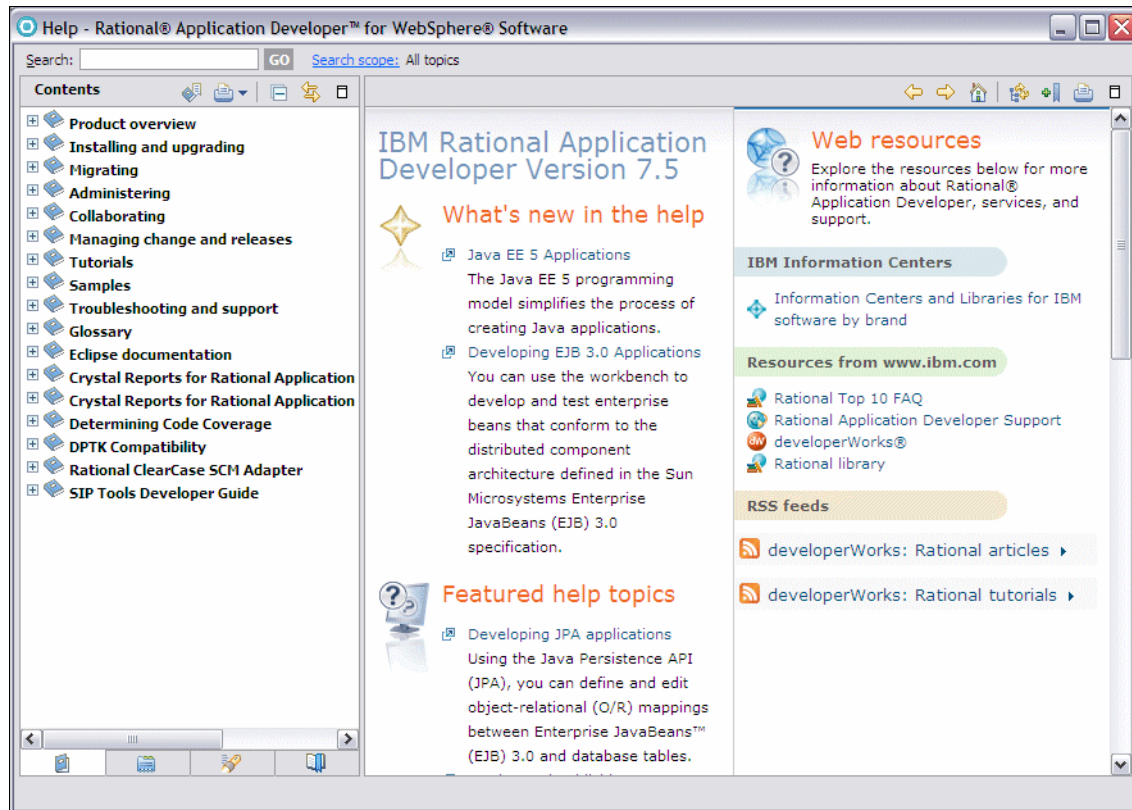 Help - Rational® Application Developer™ for WebSphere® Software
Search:
GO
Search scope: All topics
Contents
Product overview
Installing and upgrading
Migrating
Administering
Collaborating
Managing change and releases
Tutorials
Samples
Troubleshooting and support
Glossary
Eclipse documentation
Crystal Reports for Rational Application
Crystal Reports for Rational Application
Determining Code Coverage
DPTK Compatibility
Rational ClearCase SCM Adapter
SIP Tools Developer Guide
IBM Rational Application
Developer Version 7.5
What's new in the help
Java EE 5 Applications
The Java EE 5 programming
model simplifies the process of
creating Java applications.
Developing EJB 3.0 Applications
You can use the workbench to
develop and test enterprise
beans that conform to the
distributed component
architecture defined in the Sun
Microsystems Enterprise
JavaBeans (EJB) 3.0
specification.
Featured help topics
Developing JPA applications
Using the Java Persistence API
(JPA), you can define and edit
object-relational (O/R) mappings
between Enterprise JavaBeans™
(EJB) 3.0 and database tables.
Web resources
Explore the resources below for more
information about Rational®
Application Developer, services, and
support.
IBM Information Centers
Information Centers and Libraries for IBM
software by brand
Resources from www.ibm.com
Rational Top 10 FAQ
Rational Application Developer Support
dw
developerWorks®
Rational library
RSS feeds
developerWorks: Rational articles
developerWorks: Rational tutorials